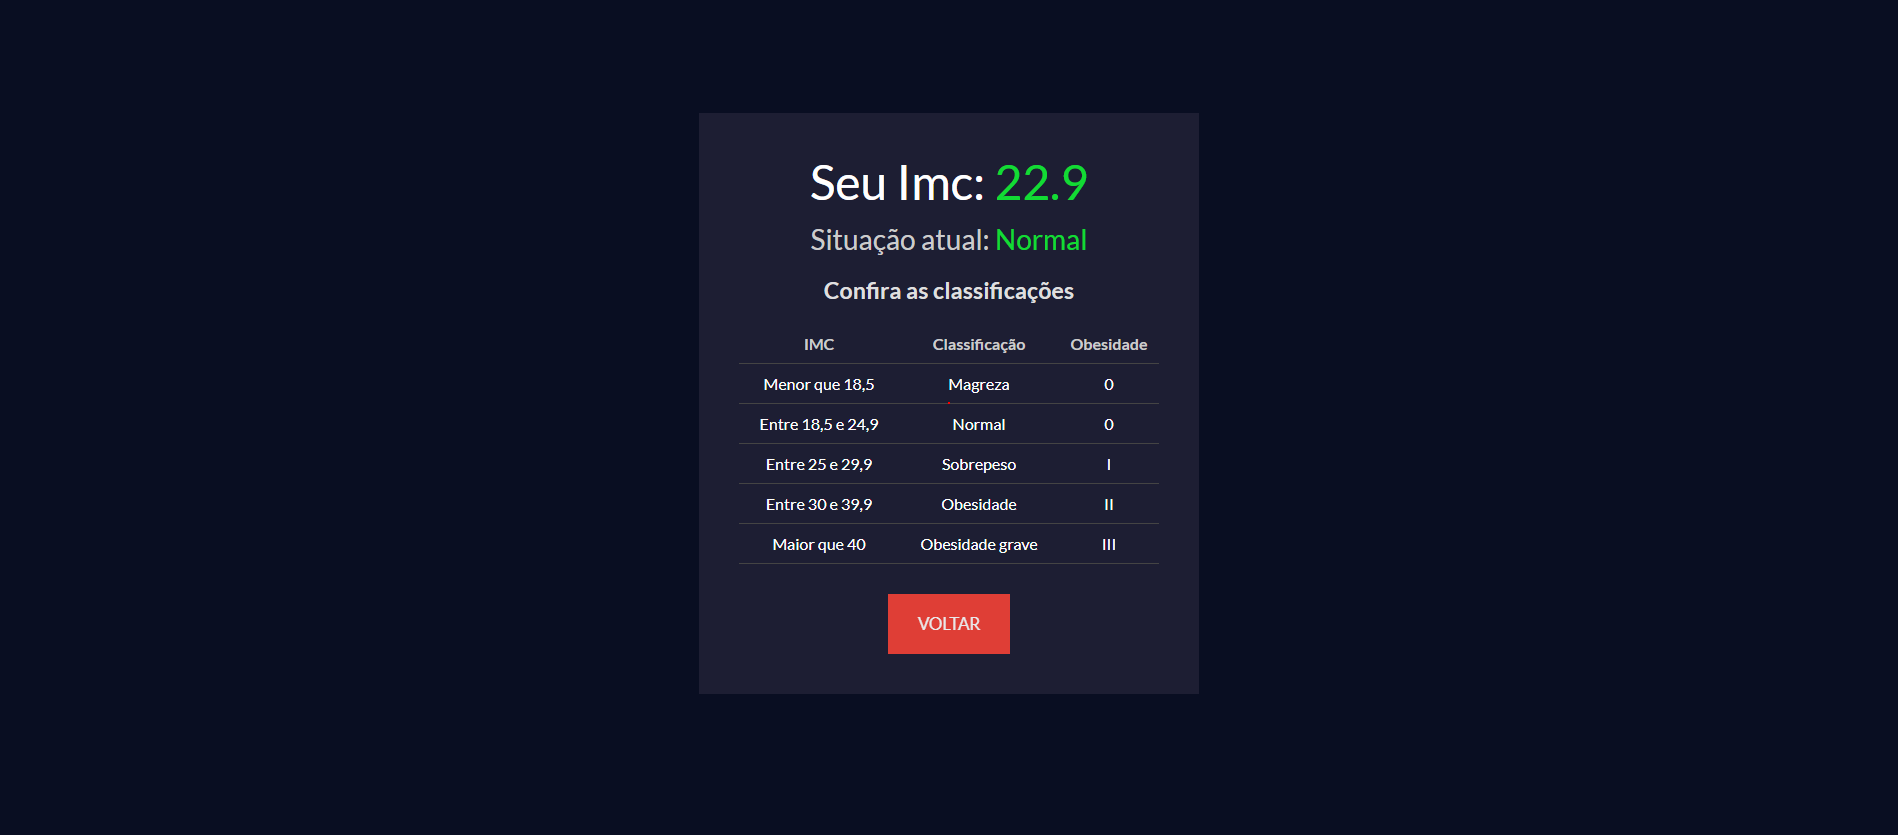 Seu Imc: 22.9
Situação atual: Normal
Confira as classificações
IMC Classificação Obesidade
Menor que 18,5 Magreza 0
Entre 18,5 e 24,9 Normal 0
Entre 25 e 29,9 Sobrepeso I
Entre 30 e 39,9 Obesidade II
Maior que 40 Obesidade grave III
VOLTAR